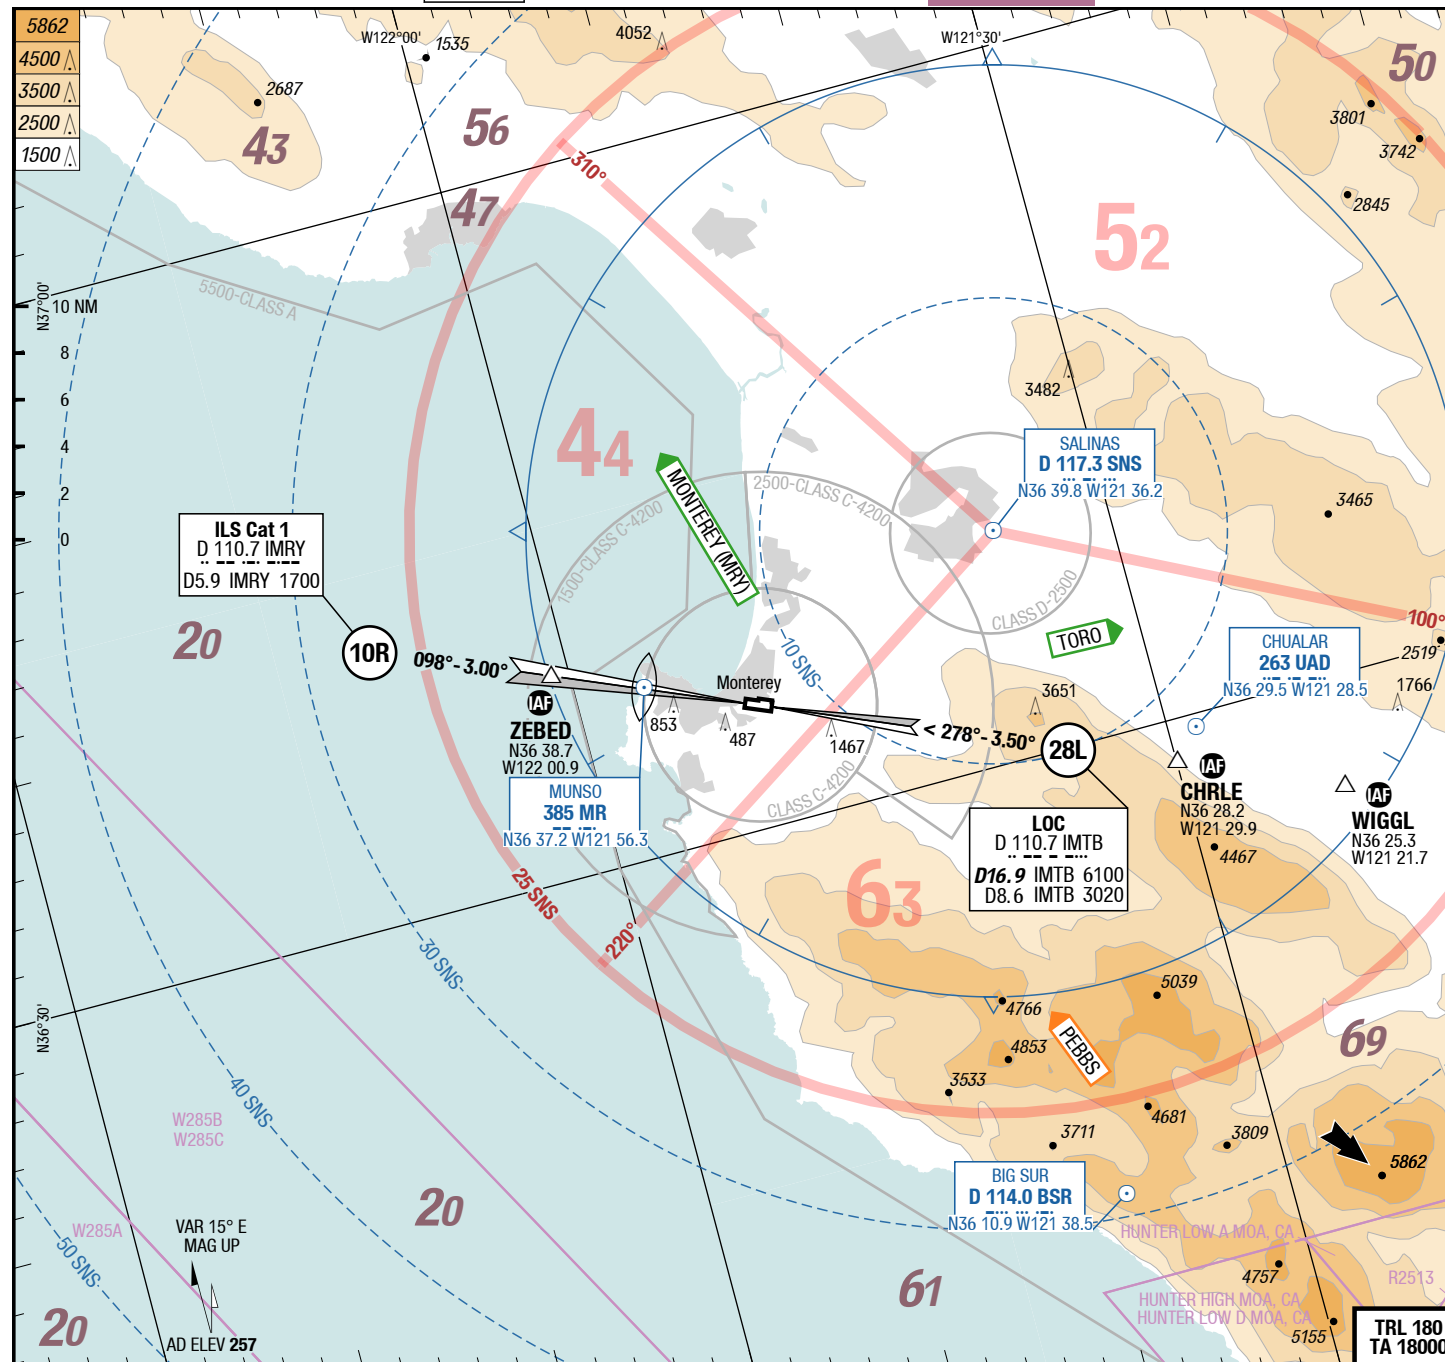 5862
4500
3500
2500
1500
W122°00'
1535
4052
W121°30'
50
2687
43
56
3801
3742
310°
47
2845
52
5500-CLASS A
N37°00'
10 NM
8
6
4
2
0
3482
44
SALINAS
D 117.3 SNS
N36 39.8 W121 36.2
MONTEREY (MRY)
2500-CLASS C-4200
1500-CLASS C-4200
3465
ILS Cat 1
D 110.7 IMRY
D5.9 IMRY 1700
CLASS D-2500
100°
20
10R
098°-3.00°
10 SNS
TORO
CHUALAR
263 UAD
N36 29.5 W121 28.5
2519
1766
Monterey
3651
IAF
ZEBED
N36 38.7
W122 00.9
853
487
1467
< 278°-3.50°
28L
MUNSO
385 MR
N36 37.2 W121 56.3
CLASS C-4200
IAF
CHRLE
N36 28.2
W121 29.9
IAF
WIGGL
N36 25.3
W121 21.7
LOC
D 110.7 IMTB
D16.9 IMTB 6100
D8.6 IMTB 3020
4467
63
25 SNS
220°
30 SNS
N36°30'
4766
5039
4853
PEBBS
69
3533
4681
40 SNS
W285B
W285C
3711
3809
5862
BIG SUR
D 114.0 BSR
N36 10.9 W121 38.5
20
W285A
VAR 15° E
MAG UP
50 SNS
HUNTER LOW A MOA, CA
4757
R2513
61
HUNTER HIGH MOA, CA
HUNTER LOW D MOA, CA
20
AD ELEV 257
5155
TRL 180
TA 18000